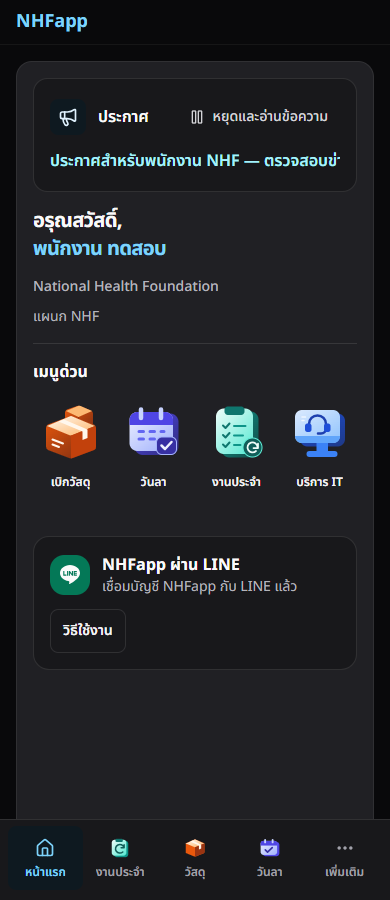 NHFapp
ประกาศ
หยุดและอ่านข้อความ
ประกาศสำหรับพนักงาน NHF — ตรวจสอบข่
อรุณสวัสดิ์,
พนักงาน ทดสอบ
National Health Foundation
แผนก NHF
เมนูด่วน
เบิกวัสดุ
วันลา
งานประจำ
บริการ IT
LINE
NHFapp ผ่าน LINE
เชื่อมบัญชี NHFapp กับ LINE แล้ว
วิธีใช้งาน
หน้าแรก
งานประจำ
วัสดุ
วันลา
เพิ่มเติม